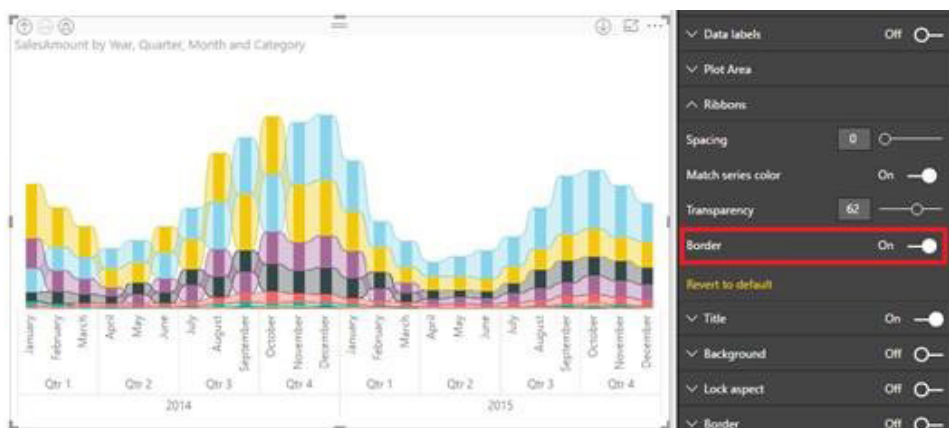 SalesAmount by Year, Quarter, Month and Category
January
February
March
April
May
June
July
August
September
October
November
December
January
February
March
April
May
June
July
August
September
October
November
December
Qtr 1
Qtr 2
Qtr 3
Qtr 4
Qtr 1
Qtr 2
Qtr 3
Qtr 4
2014
2015
Data labels Off
Plot Area
Ribbons
Spacing 0
Match series color On
Transparency 62
Border On
Revert to default
Title On
Background Off
Lock aspect Off
Border Off